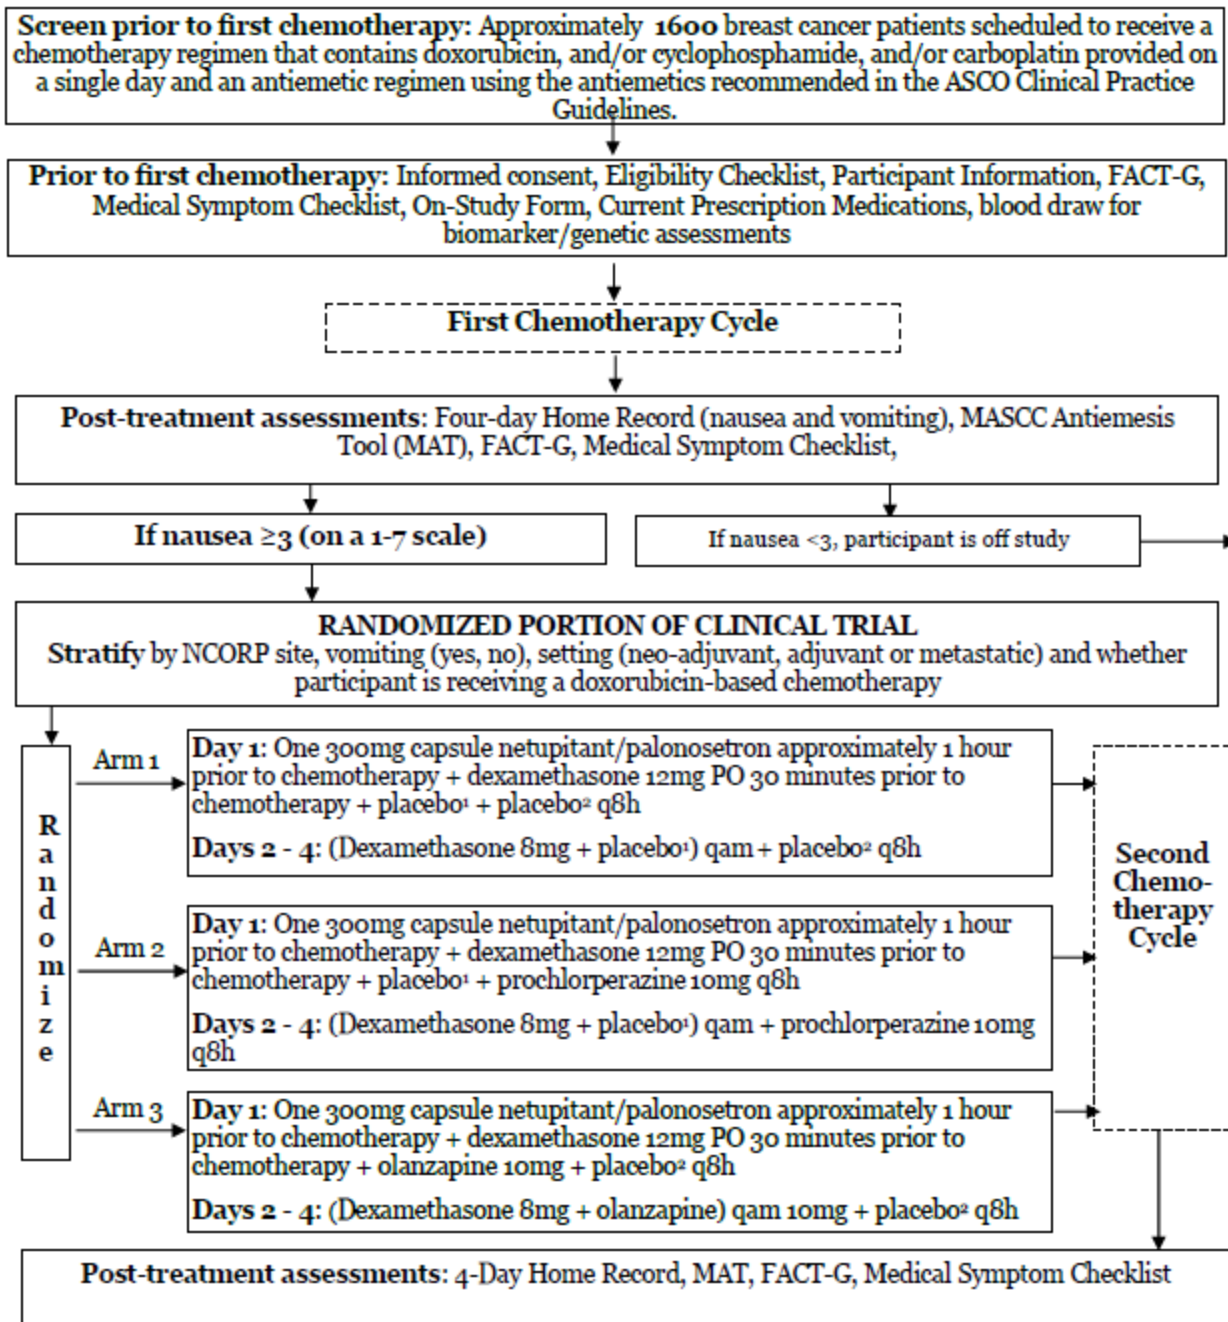 Screen prior to first chemotherapy: Approximately 1600 breast cancer patients scheduled to receive a
chemotherapy regimen that contains doxorubicin, and/or cyclophosphamide, and/or carboplatin provided on
a single day and an antiemetic regimen using the antiemetics recommended in the ASCO Clinical Practice
Guidelines.
Prior to first chemotherapy: Informed consent, Eligibility Checklist, Participant Information, FACT-G,
Medical Symptom Checklist, On-Study Form, Current Prescription Medications, blood draw for
biomarker/genetic assessments
First Chemotherapy Cycle
Post-treatment assessments: Four-day Home Record (nausea and vomiting), MASCC Antiemesis
Tool (MAT), FACT-G, Medical Symptom Checklist,
If nausea ≥3 (on a 1-7 scale)
If nausea <3, participant is off study
RANDOMIZED PORTION OF CLINICAL TRIAL
Stratify by NCORP site, vomiting (yes, no), setting (neo-adjuvant, adjuvant or metastatic) and whether
participant is receiving a doxorubicin-based chemotherapy
Randomize
Arm 1
Day 1: One 300mg capsule netupitant/palonosetron approximately 1 hour
prior to chemotherapy + dexamethasone 12mg PO 30 minutes prior to
chemotherapy + placebo¹ + placebo² q8h
Days 2 - 4: (Dexamethasone 8mg + placebo¹) qam + placebo² q8h
Arm 2
Day 1: One 300mg capsule netupitant/palonosetron approximately 1 hour
prior to chemotherapy + dexamethasone 12mg PO 30 minutes prior to
chemotherapy + placebo¹ + prochlorperazine 10mg q8h
Days 2 - 4: (Dexamethasone 8mg + placebo¹) qam + prochlorperazine 10mg
q8h
Arm 3
Day 1: One 300mg capsule netupitant/palonosetron approximately 1 hour
prior to chemotherapy + dexamethasone 12mg PO 30 minutes prior to
chemotherapy + olanzapine 10mg + placebo² q8h
Days 2 - 4: (Dexamethasone 8mg + olanzapine) qam 10mg + placebo² q8h
Second
Chemo-
therapy
Cycle
Post-treatment assessments: 4-Day Home Record, MAT, FACT-G, Medical Symptom Checklist